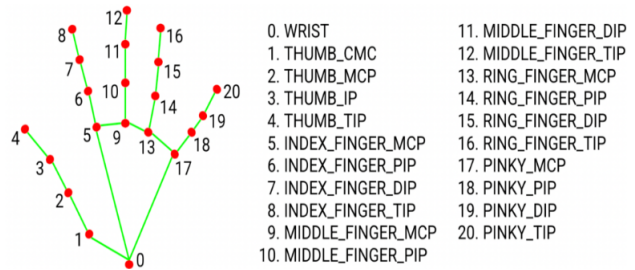 12
8
16
11
7
15
20
10
6
14
19
4
5
9
13
18
3
17
2
1
0
0. WRIST
1. THUMB_CMC
2. THUMB_MCP
3. THUMB_IP
4. THUMB_TIP
5. INDEX_FINGER_MCP
6. INDEX_FINGER_PIP
7. INDEX_FINGER_DIP
8. INDEX_FINGER_TIP
9. MIDDLE_FINGER_MCP
10. MIDDLE_FINGER_PIP
11. MIDDLE_FINGER_DIP
12. MIDDLE_FINGER_TIP
13. RING_FINGER_MCP
14. RING_FINGER_PIP
15. RING_FINGER_DIP
16. RING_FINGER_TIP
17. PINKY_MCP
18. PINKY_PIP
19. PINKY_DIP
20. PINKY_TIP